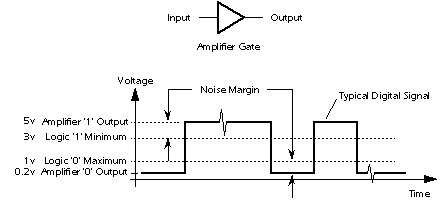 Input
Output
Amplifier Gate
Voltage
Noise Margin
Typical Digital Signal
5v Amplifier '1' Output
3v Logic '1' Minimum
1v Logic '0' Maximum
0.2v Amplifier '0' Output
Time